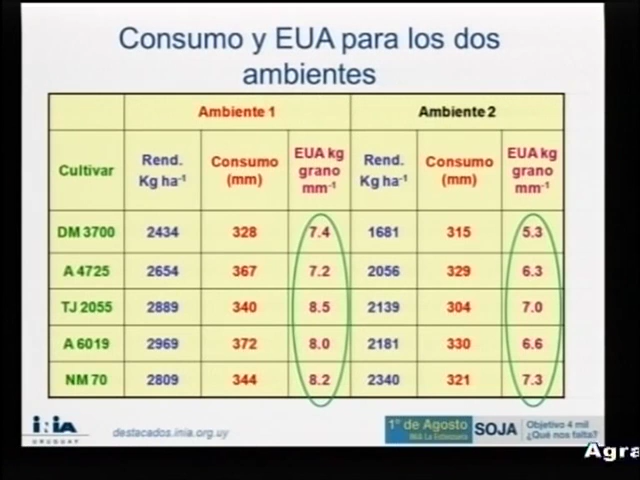 Consumo y EUA para los dos
ambientes
Ambiente 1 Ambiente 2
Cultivar Rend. Kg ha-1 Consumo (mm) EUA kg grano mm-1 Rend. Kg ha-1 Consumo (mm) EUA kg grano mm-1
DM 3700 2434 328 7.4 1681 315 5.3
A 4725 2654 367 7.2 2056 329 6.3
TJ 2055 2889 340 8.5 2139 304 7.0
A 6019 2969 372 8.0 2181 330 6.6
NM 70 2809 344 8.2 2340 321 7.3
inia
URUGUAY
destacados.inia.org.uy
1º de Agosto
INIA La Estanzuela
SOJA
Objetivo 4 mil
¿Qué nos falta?
Agra